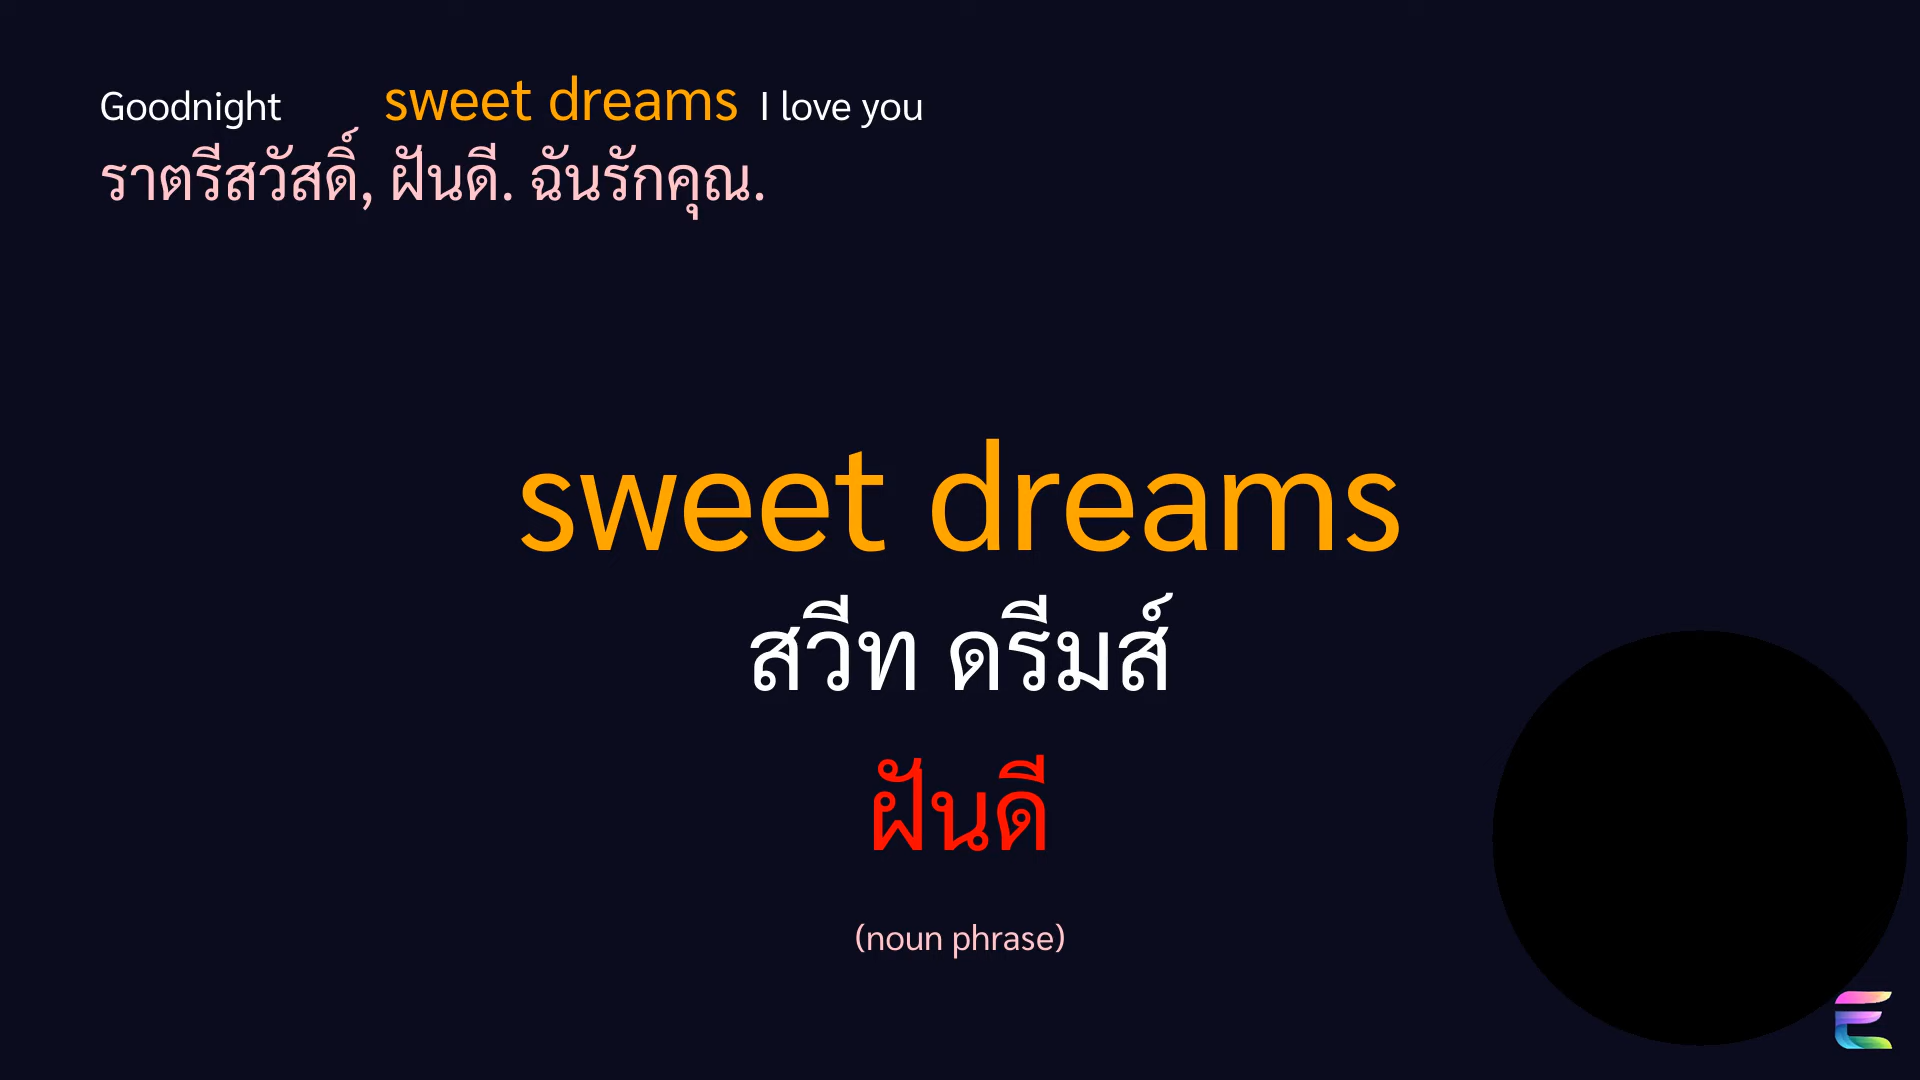 Goodnight sweet dreams I love you
ราตรีสวัสดิ์, ฝันดี. ฉันรักคุณ.
sweet dreams
สวีท ดรีมส์
ฝันดี
(noun phrase)